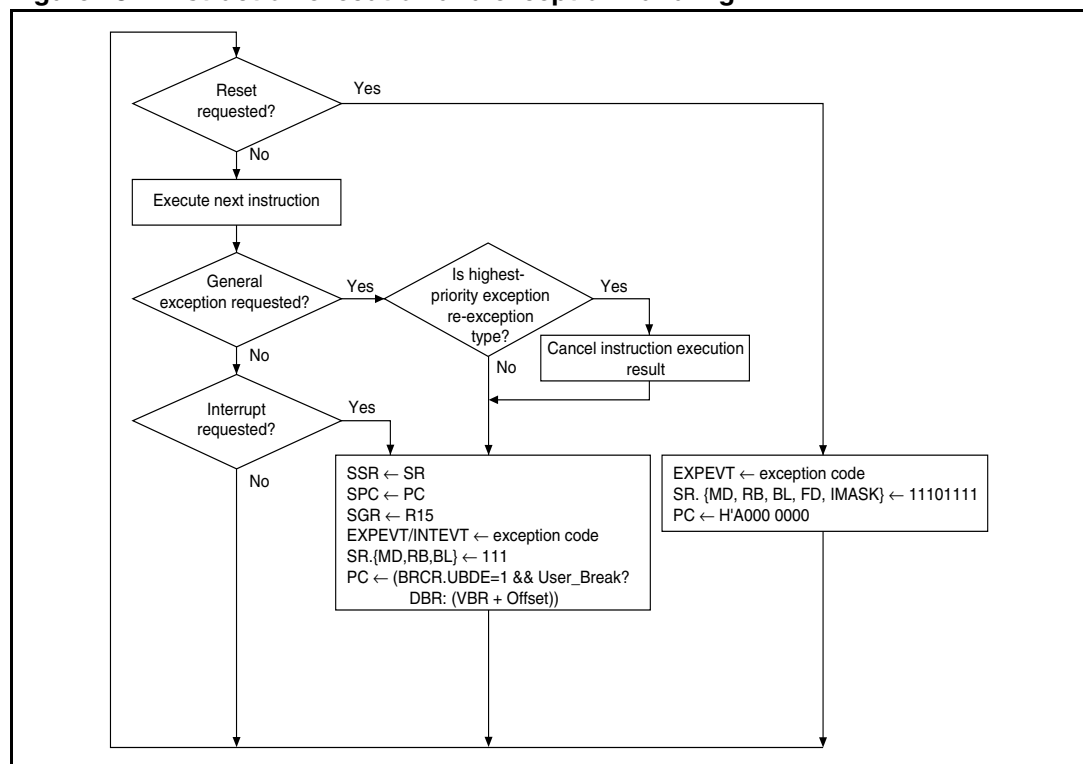 Reset
requested?
Yes
No
Execute next instruction
General
exception requested?
Yes
Is highest-
priority exception
re-exception
type?
Yes
No
Cancel instruction execution
result
No
Interrupt
requested?
Yes
No
SSR ← SR
SPC ← PC
SGR ← R15
EXPEVT/INTEVT ← exception code
SR.{MD,RB,BL} ← 111
PC ← (BRCR.UBDE=1 && User_Break?
DBR: (VBR + Offset))
EXPEVT ← exception code
SR. {MD, RB, BL, FD, IMASK} ← 11101111
PC ← H'A000 0000